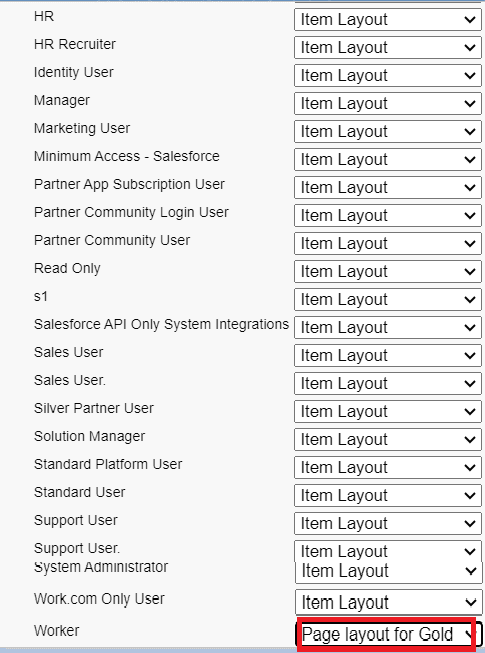 HR Item Layout
HR Recruiter Item Layout
Identity User Item Layout
Manager Item Layout
Marketing User Item Layout
Minimum Access - Salesforce Item Layout
Partner App Subscription User Item Layout
Partner Community Login User Item Layout
Partner Community User Item Layout
Read Only Item Layout
s1 Item Layout
Salesforce API Only System Integrations Item Layout
Sales User Item Layout
Sales User. Item Layout
Silver Partner User Item Layout
Solution Manager Item Layout
Standard Platform User Item Layout
Standard User Item Layout
Support User Item Layout
Support User. Item Layout
System Administrator Item Layout
Work.com Only User Item Layout
Worker Page layout for Gold